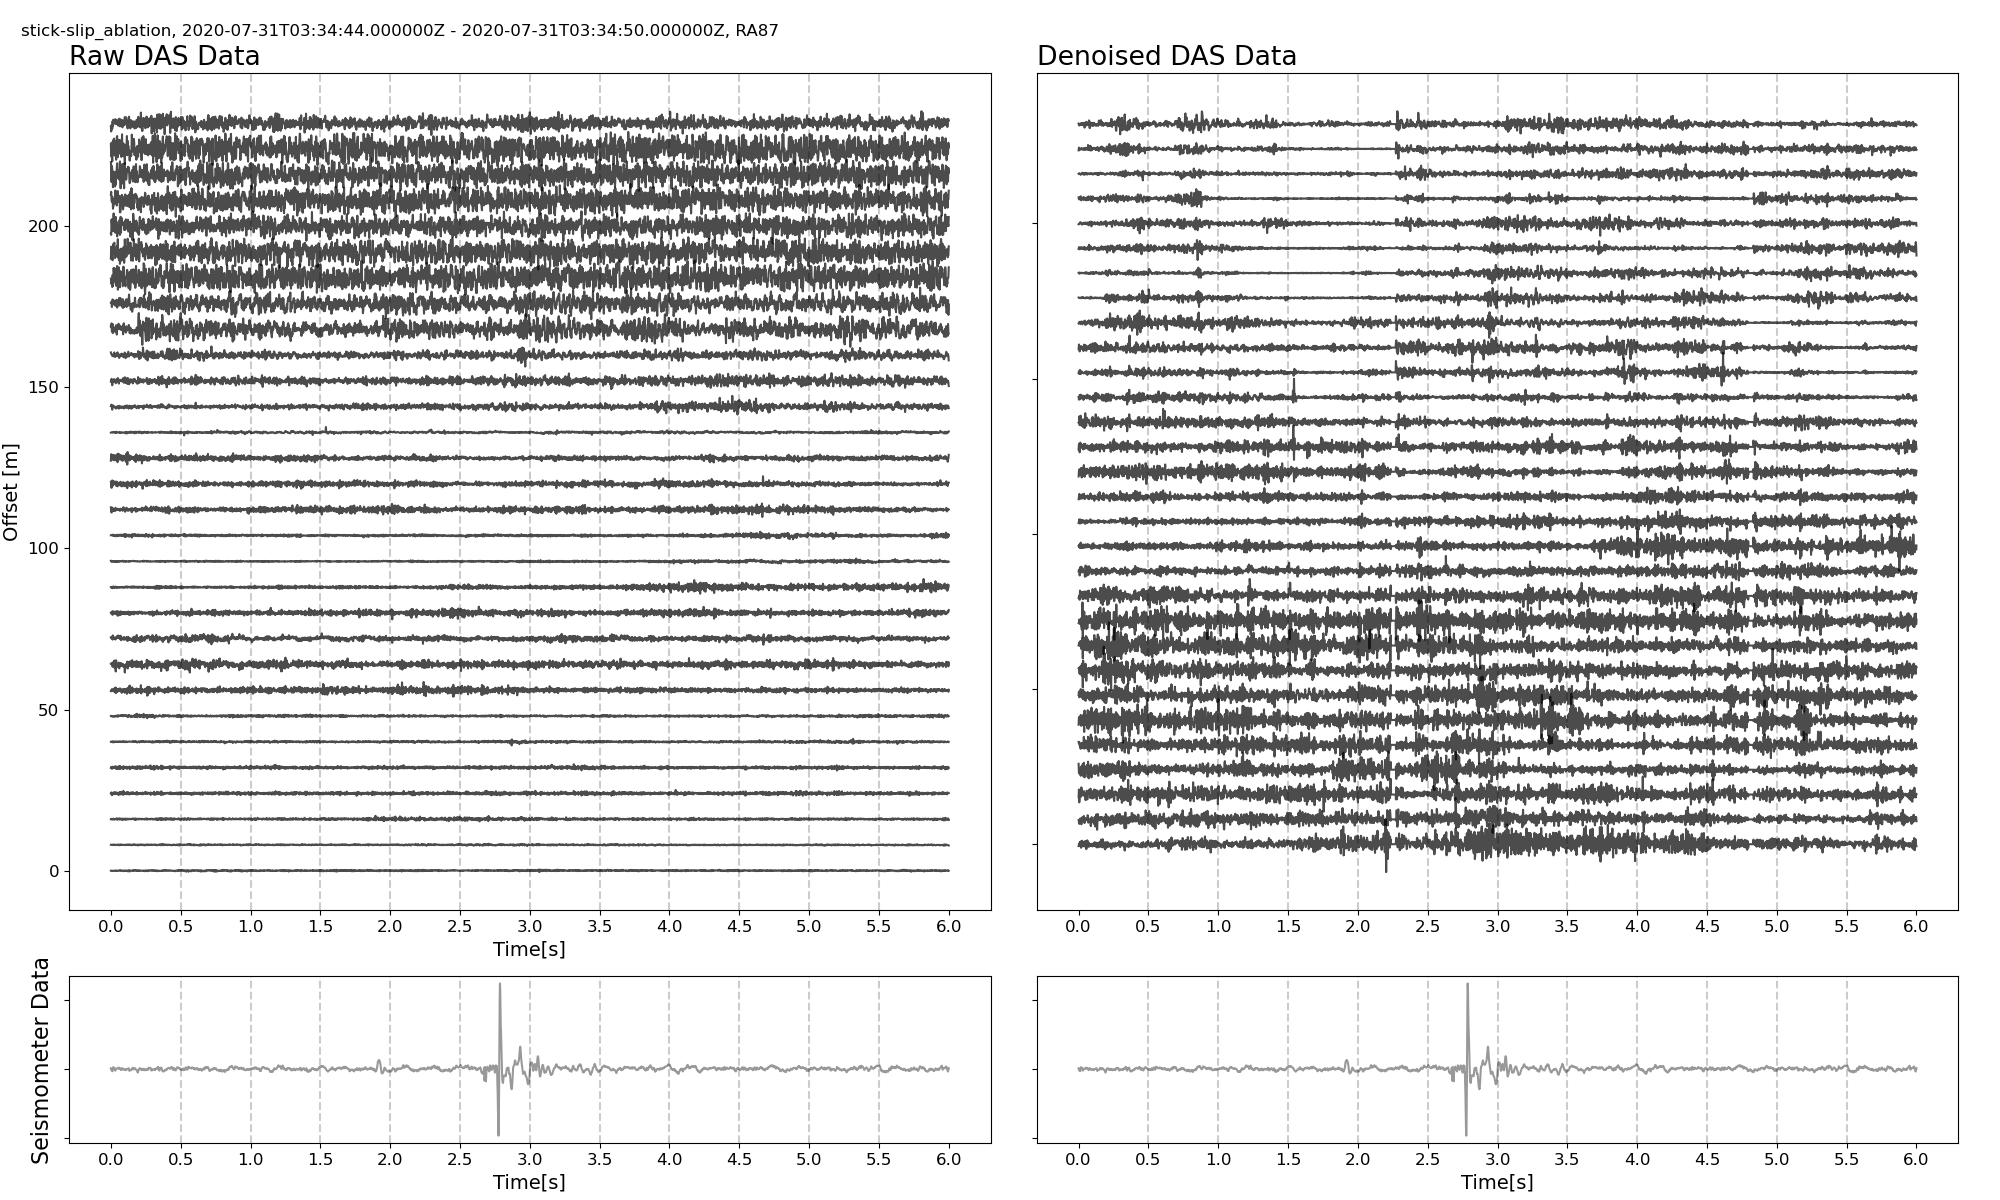 stick-slip_ablation, 2020-07-31T03:34:44.000000Z - 2020-07-31T03:34:50.000000Z, RA87
Raw DAS Data
Denoised DAS Data
Offset [m]
200
150
100
50
0
0.0 0.5 1.0 1.5 2.0 2.5 3.0 3.5 4.0 4.5 5.0 5.5 6.0
Time[s]
0.0 0.5 1.0 1.5 2.0 2.5 3.0 3.5 4.0 4.5 5.0 5.5 6.0
Seismometer Data
0.0 0.5 1.0 1.5 2.0 2.5 3.0 3.5 4.0 4.5 5.0 5.5 6.0
Time[s]
0.0 0.5 1.0 1.5 2.0 2.5 3.0 3.5 4.0 4.5 5.0 5.5 6.0
Time[s]